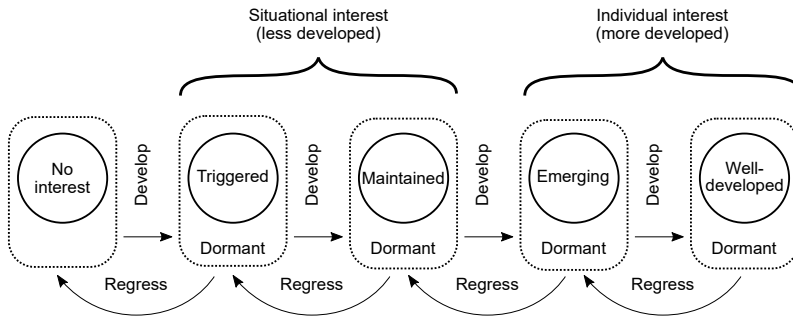 Situational interest
(less developed)
Individual interest
(more developed)
No
interest
Develop
Triggered
Dormant
Develop
Maintained
Dormant
Develop
Emerging
Dormant
Develop
Well-
developed
Dormant
Regress
Regress
Regress
Regress